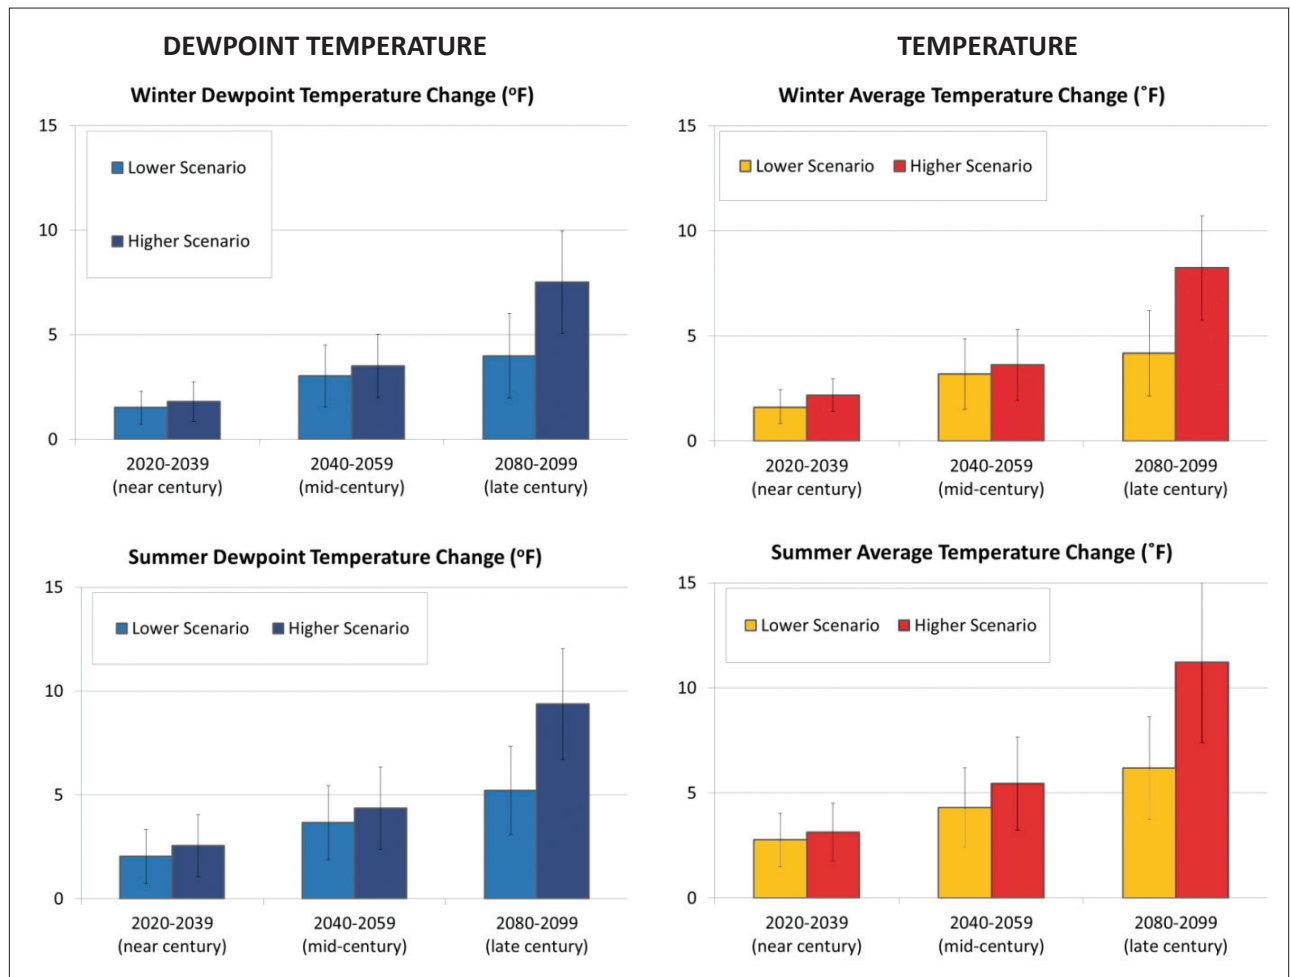 DEWPOINT TEMPERATURE
Winter Dewpoint Temperature Change (ºF)
15
Lower Scenario
10
Higher Scenario
5
0
2020-2039
(near century)
2040-2059
(mid-century)
2080-2099
(late century)
TEMPERATURE
Winter Average Temperature Change (˚F)
15
Lower Scenario Higher Scenario
10
5
0
2020-2039
(near century)
2040-2059
(mid-century)
2080-2099
(late century)
Summer Dewpoint Temperature Change (ºF)
15
Lower Scenario Higher Scenario
10
5
0
2020-2039
(near century)
2040-2059
(mid-century)
2080-2099
(late century)
Summer Average Temperature Change (˚F)
15
Lower Scenario Higher Scenario
10
5
0
2020-2039
(near century)
2040-2059
(mid-century)
2080-2099
(late century)